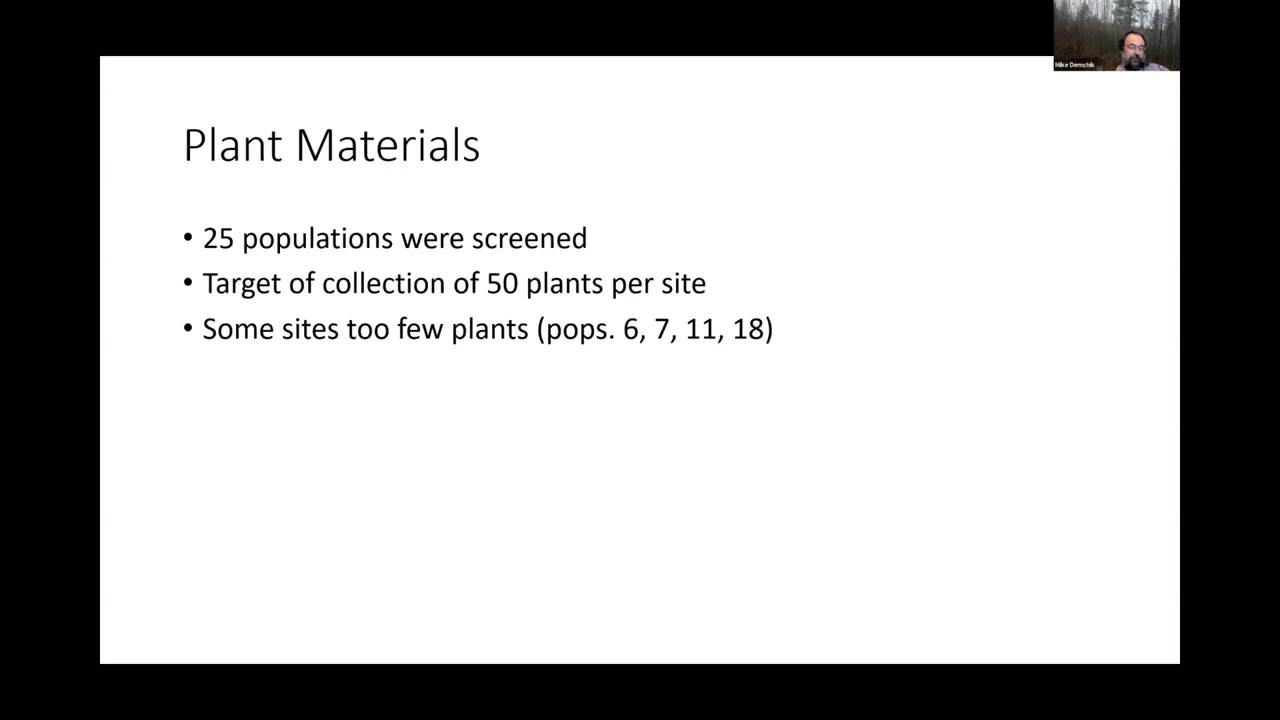 Mike Demchik
Plant Materials
• 25 populations were screened
• Target of collection of 50 plants per site
• Some sites too few plants (pops. 6, 7, 11, 18)